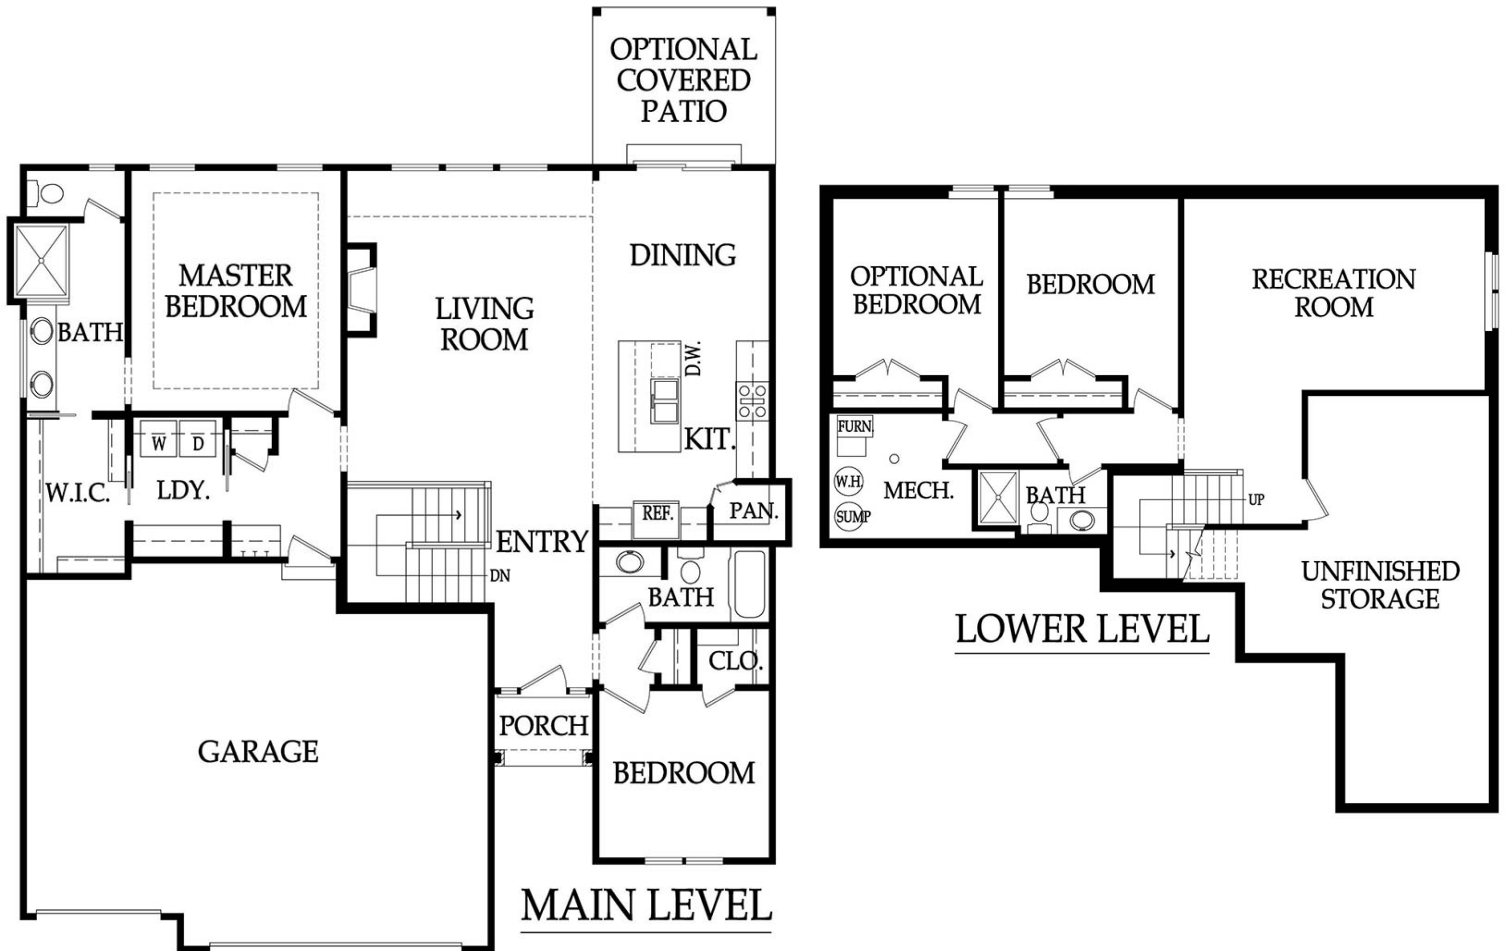 OPTIONAL
COVERED
PATIO
MASTER
BEDROOM
BATH
LIVING
ROOM
DINING
D.W.
KIT.
W
D
W.I.C.
LDY.
REF.
PAN.
ENTRY
DN
BATH
CLO.
PORCH
BEDROOM
GARAGE
MAIN LEVEL
OPTIONAL
BEDROOM
BEDROOM
RECREATION
ROOM
FURN.
W.H.
SUMP
MECH.
BATH
UP
UNFINISHED
STORAGE
LOWER LEVEL